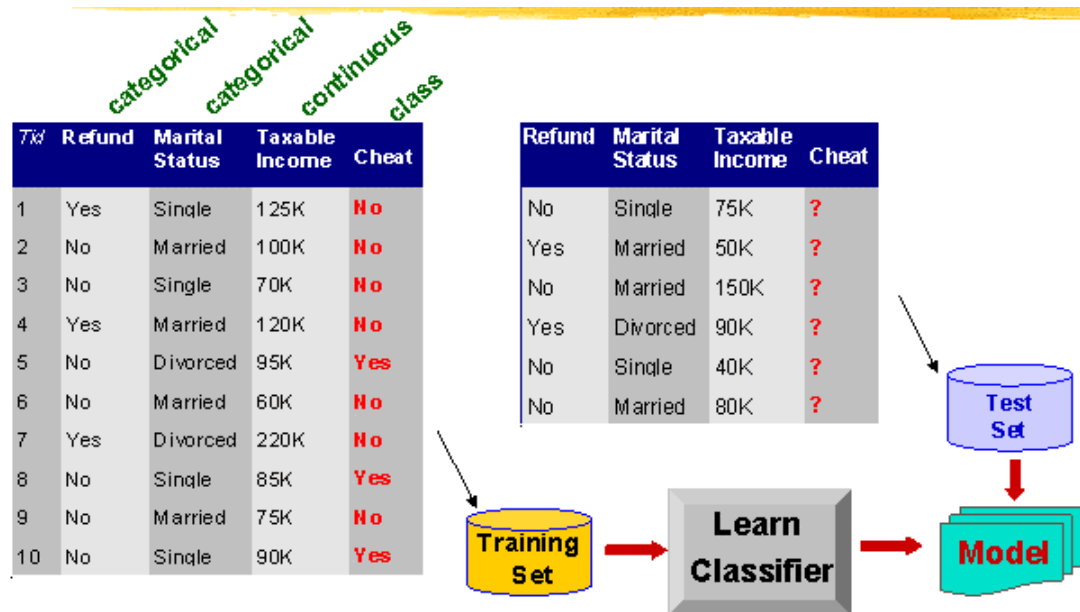 categorical categorical continuous class
Tid Refund Marital Status Taxable Income Cheat
1 Yes Single 125K No
2 No Married 100K No
3 No Single 70K No
4 Yes Married 120K No
5 No Divorced 95K Yes
6 No Married 60K No
7 Yes Divorced 220K No
8 No Single 85K Yes
9 No Married 75K No
10 No Single 90K Yes
Refund Marital Status Taxable Income Cheat
No Single 75K ?
Yes Married 50K ?
No Married 150K ?
Yes Divorced 90K ?
No Single 40K ?
No Married 80K ?
Training
Set
Learn
Classifier
Test
Set
Model